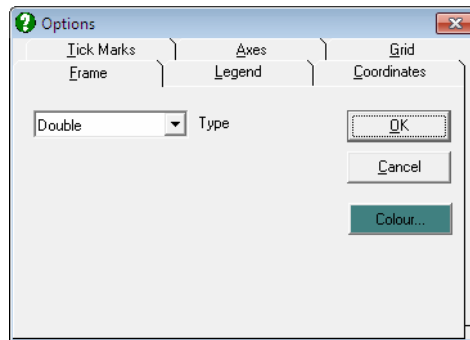 Options
Tick Marks Axes Grid
Frame Legend Coordinates
Double Type OK
Cancel
Colour...